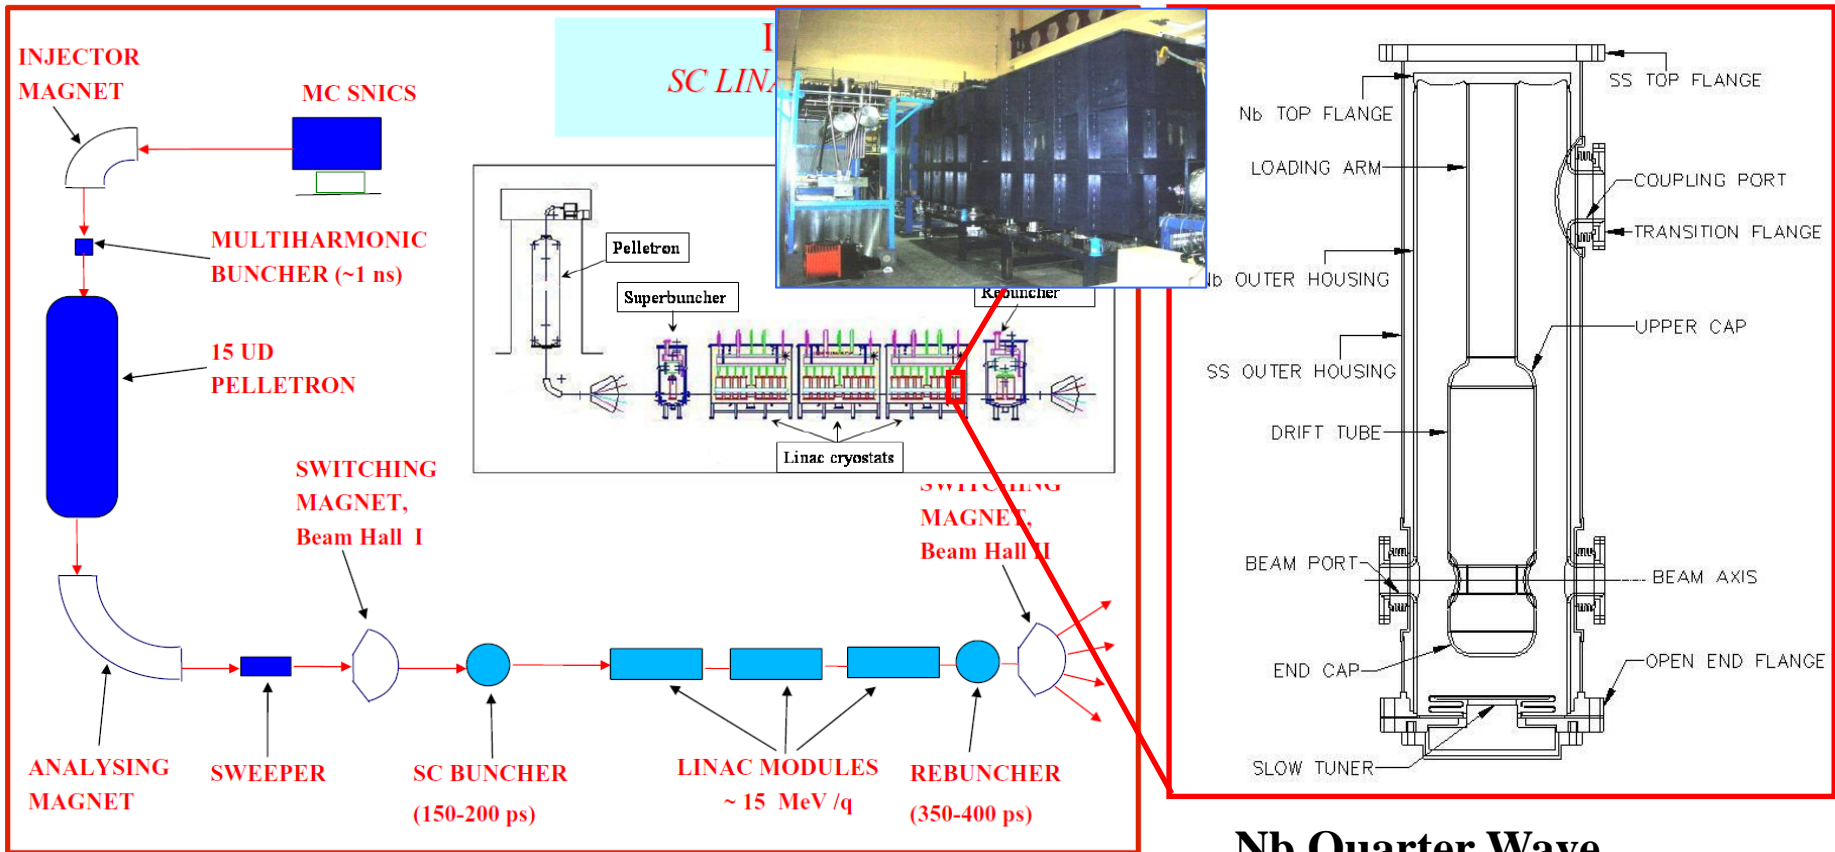 INJECTOR
MAGNET
MC SNICS
MULTIHARMONIC
BUNCHER (~1 ns)
15 UD
PELLETRON
SC LINA
Pelletron
Superbuncher
Rebuncher
Linac cryostats
SWITCHING
MAGNET,
Beam Hall I
SWITCHING
MAGNET,
Beam Hall II
ANALYSING
MAGNET
SWEEPER
SC BUNCHER
(150-200 ps)
LINAC MODULES
~ 15 MeV /q
REBUNCHER
(350-400 ps)
SS TOP FLANGE
Nb TOP FLANGE
LOADING ARM
COUPLING PORT
TRANSITION FLANGE
Nb OUTER HOUSING
UPPER CAP
SS OUTER HOUSING
DRIFT TUBE
BEAM PORT
BEAM AXIS
END CAP
OPEN END FLANGE
SLOW TUNER
Nb Quarter Wave